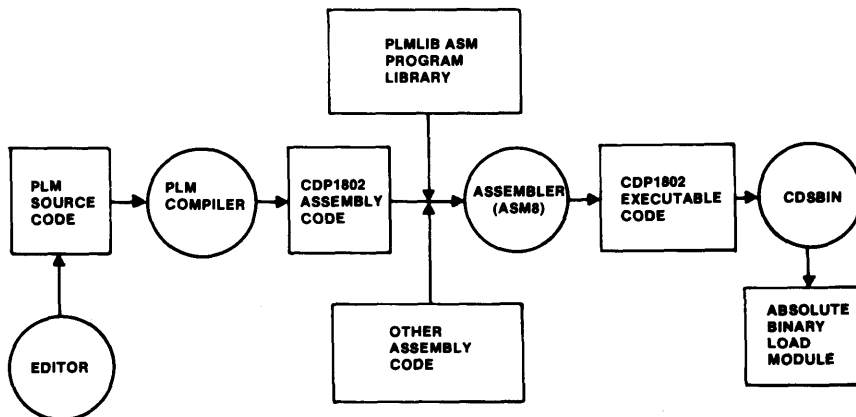 PLMLIB ASM
PROGRAM
LIBRARY
PLM
SOURCE
CODE
PLM
COMPILER
CDP1802
ASSEMBLY
CODE
ASSEMBLER
(ASM8)
CDP1802
EXECUTABLE
CODE
CDSBIN
EDITOR
OTHER
ASSEMBLY
CODE
ABSOLUTE
BINARY
LOAD
MODULE